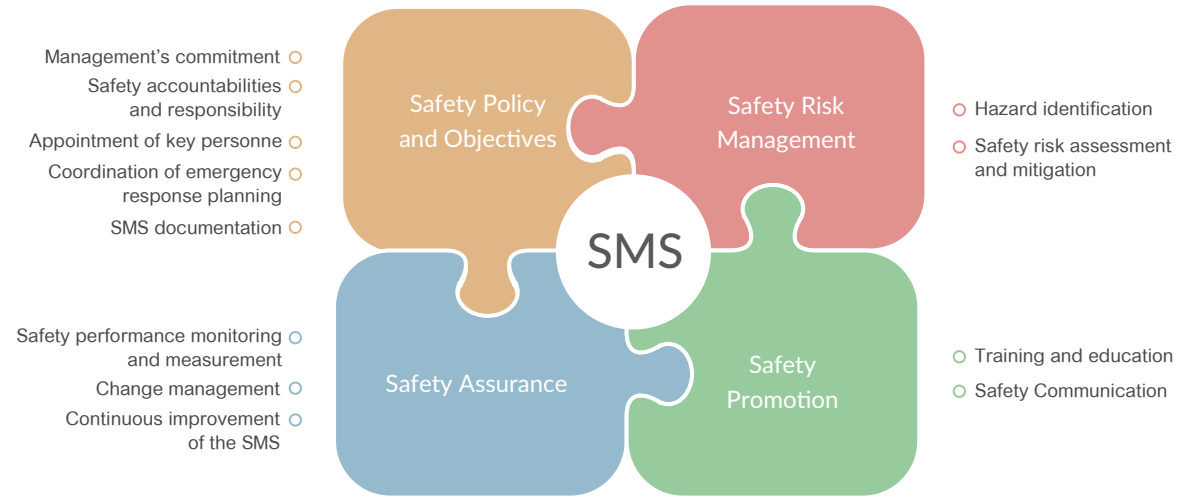 Management's commitment
Safety accountabilities
and responsibility
Appointment of key personne
Coordination of emergency
response planning
SMS documentation
Safety Policy
and Objectives
Safety Risk
Management
Hazard identification
Safety risk assessment
and mitigation
SMS
Safety performance monitoring
and measurement
Change management
Continuous improvement
of the SMS
Safety Assurance
Safety
Promotion
Training and education
Safety Communication